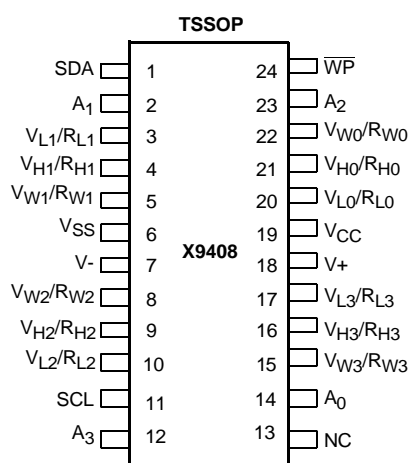 TSSOP
SDA 1 24 W̅P̅
A1 2 23 A2
VL1/RL1 3 22 VW0/RW0
VH1/RH1 4 21 VH0/RH0
VW1/RW1 5 20 VL0/RL0
VSS 6 19 VCC
X9408
V- 7 18 V+
VW2/RW2 8 17 VL3/RL3
VH2/RH2 9 16 VH3/RH3
VL2/RL2 10 15 VW3/RW3
SCL 11 14 A0
A3 12 13 NC